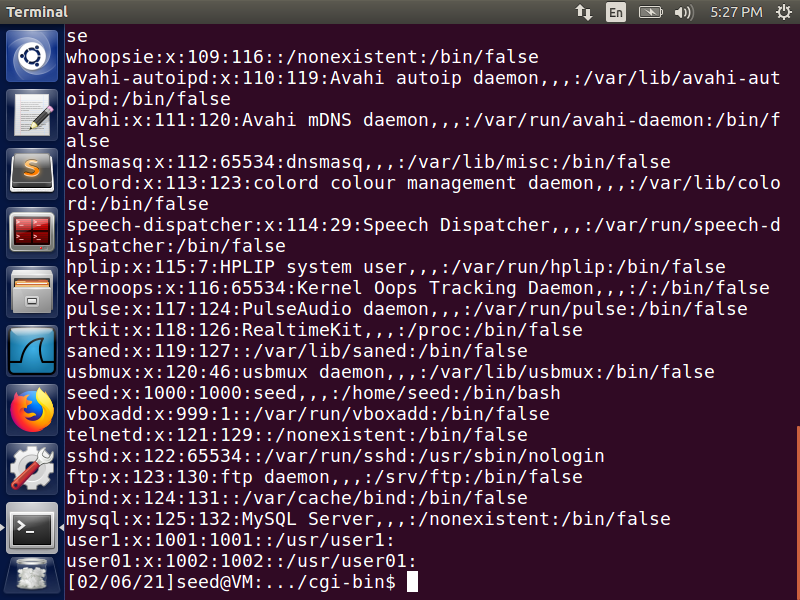 Terminal En 5:27 PM
se
whoopsie:x:109:116::/nonexistent:/bin/false
avahi-autoipd:x:110:119:Avahi autoip daemon,,,:/var/lib/avahi-aut
oipd:/bin/false
avahi:x:111:120:Avahi mDNS daemon,,,:/var/run/avahi-daemon:/bin/f
alse
dnsmasq:x:112:65534:dnsmasq,,,:/var/lib/misc:/bin/false
colord:x:113:123:colord colour management daemon,,,:/var/lib/colo
rd:/bin/false
speech-dispatcher:x:114:29:Speech Dispatcher,,,:/var/run/speech-d
ispatcher:/bin/false
hplip:x:115:7:HPLIP system user,,,:/var/run/hplip:/bin/false
kernoops:x:116:65534:Kernel Oops Tracking Daemon,,,:/:/bin/false
pulse:x:117:124:PulseAudio daemon,,,:/var/run/pulse:/bin/false
rtkit:x:118:126:RealtimeKit,,,:/proc:/bin/false
saned:x:119:127::/var/lib/saned:/bin/false
usbmux:x:120:46:usbmux daemon,,,:/var/lib/usbmux:/bin/false
seed:x:1000:1000:seed,,,:/home/seed:/bin/bash
vboxadd:x:999:1::/var/run/vboxadd:/bin/false
telnetd:x:121:129::/nonexistent:/bin/false
sshd:x:122:65534::/var/run/sshd:/usr/sbin/nologin
ftp:x:123:130:ftp daemon,,,:/srv/ftp:/bin/false
bind:x:124:131::/var/cache/bind:/bin/false
mysql:x:125:132:MySQL Server,,,:/nonexistent:/bin/false
user1:x:1001:1001::/usr/user1:
user01:x:1002:1002::/usr/user01:
[02/06/21]seed@VM:.../cgi-bin$